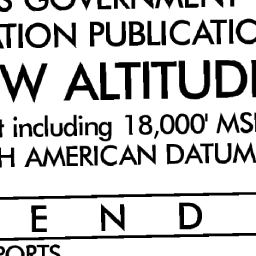 S GOVERNMENT
ATION PUBLICATIO
W ALTITUD
t including 18,000' MS
H AMERICAN DATUM
E N D
PORTS